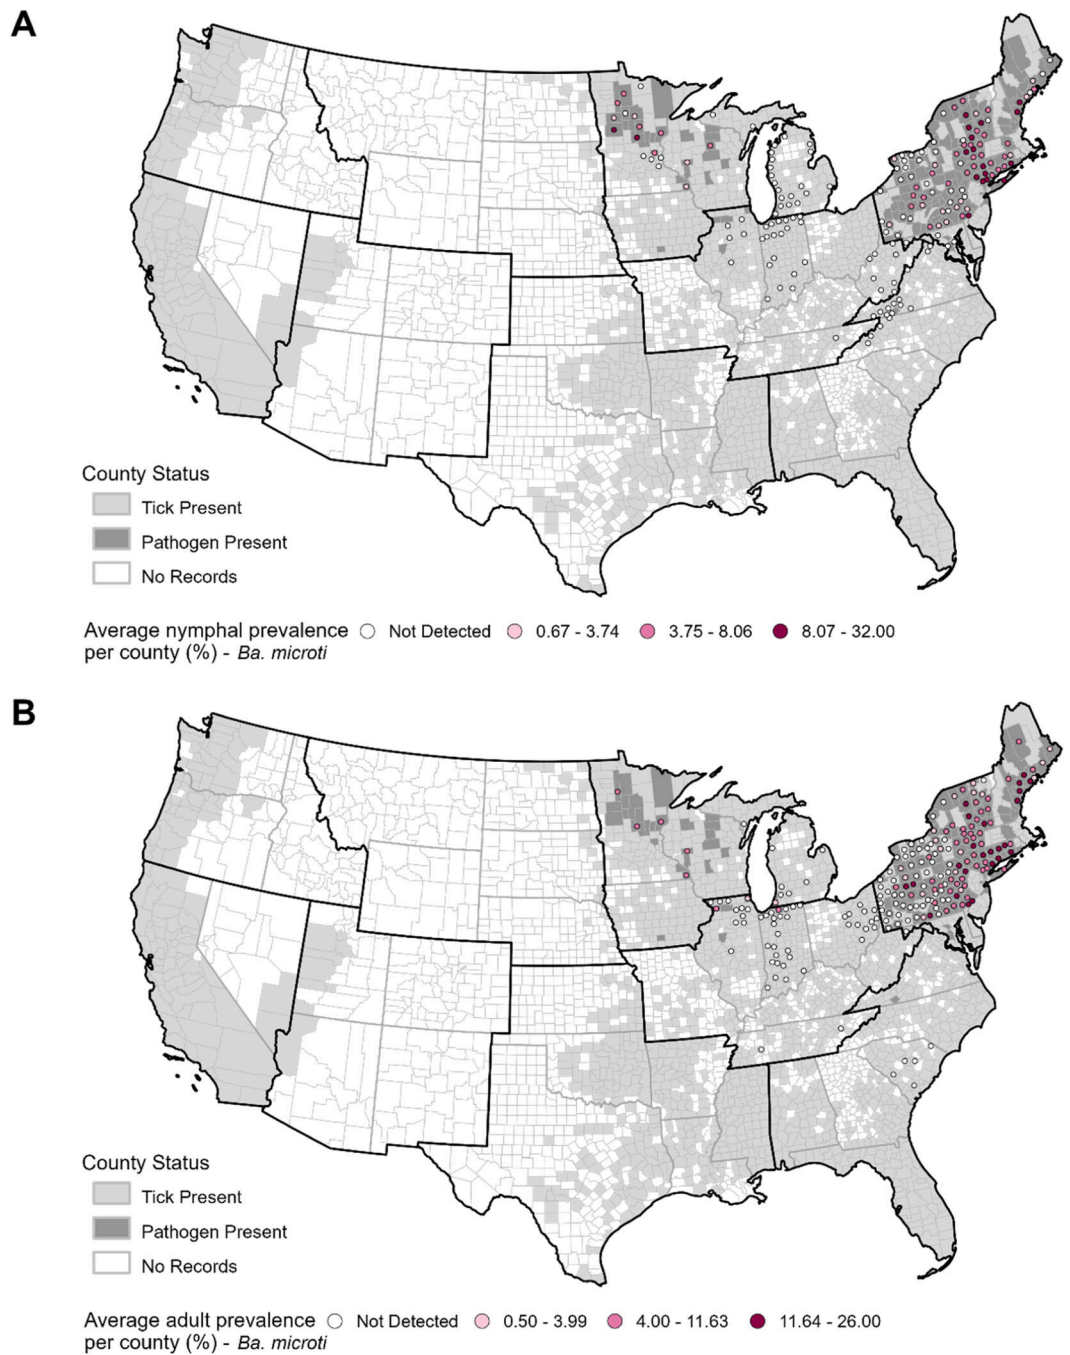 A
County Status
Tick Present
Pathogen Present
No Records
Average nymphal prevalence per county (%) - Ba. microti
Not Detected
0.67 - 3.74
3.75 - 8.06
8.07 - 32.00
B
County Status
Tick Present
Pathogen Present
No Records
Average adult prevalence per county (%) - Ba. microti
Not Detected
0.50 - 3.99
4.00 - 11.63
11.64 - 26.00